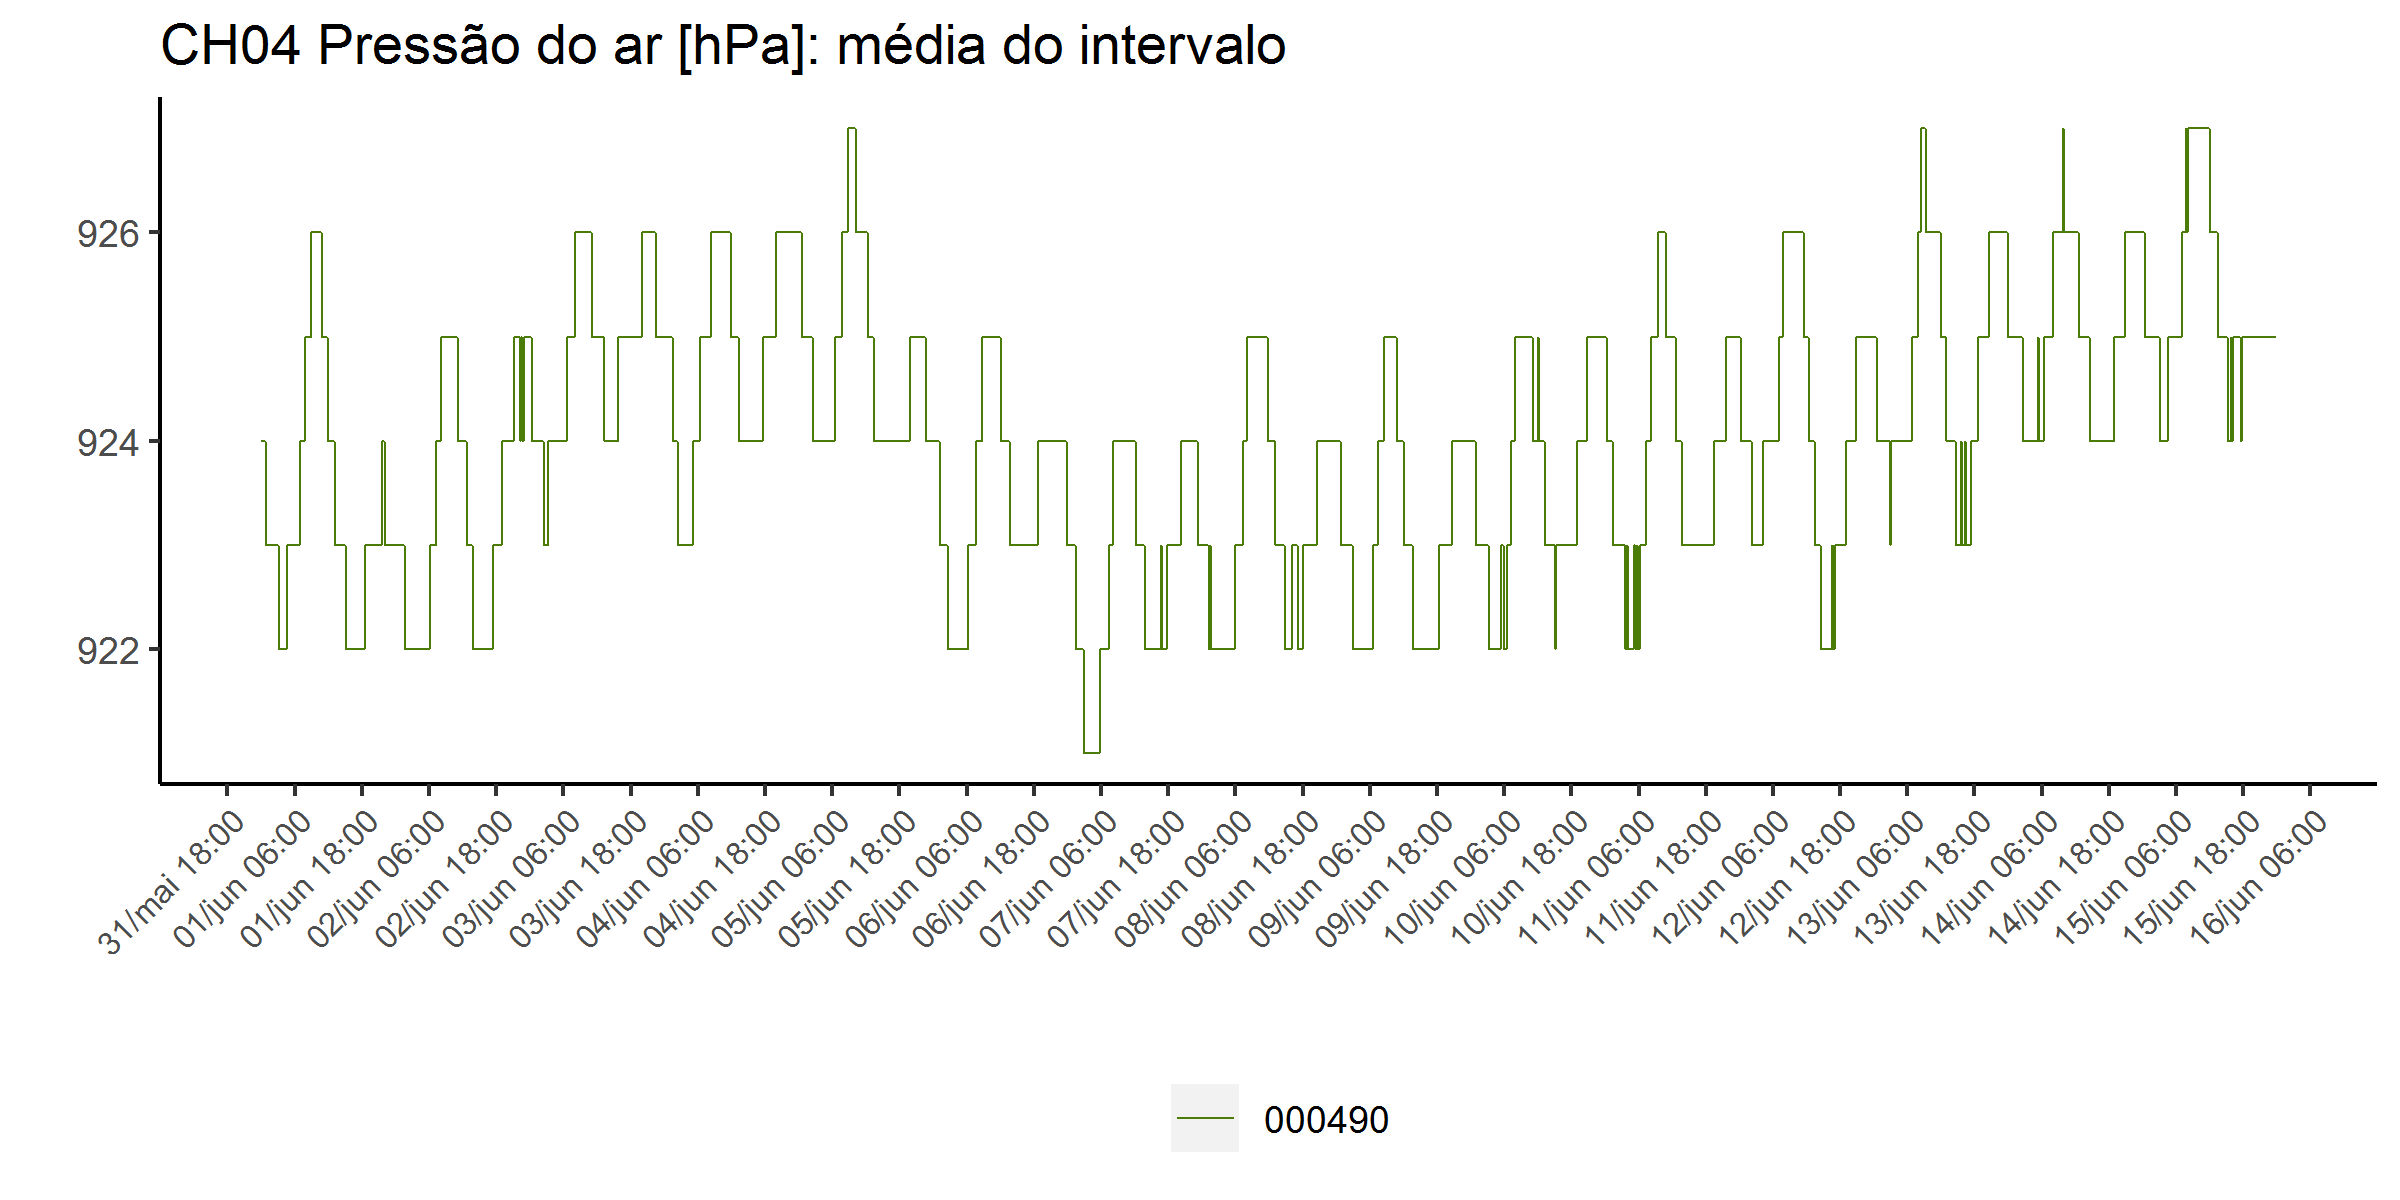 CH04 Pressão do ar [hPa]: média do intervalo
926
924
922
31/mai 18:00
01/jun 06:00
01/jun 18:00
02/jun 06:00
02/jun 18:00
03/jun 06:00
03/jun 18:00
04/jun 06:00
04/jun 18:00
05/jun 06:00
05/jun 18:00
06/jun 06:00
06/jun 18:00
07/jun 06:00
07/jun 18:00
08/jun 06:00
08/jun 18:00
09/jun 06:00
09/jun 18:00
10/jun 06:00
10/jun 18:00
11/jun 06:00
11/jun 18:00
12/jun 06:00
12/jun 18:00
13/jun 06:00
13/jun 18:00
14/jun 06:00
14/jun 18:00
15/jun 06:00
15/jun 18:00
16/jun 06:00
000490